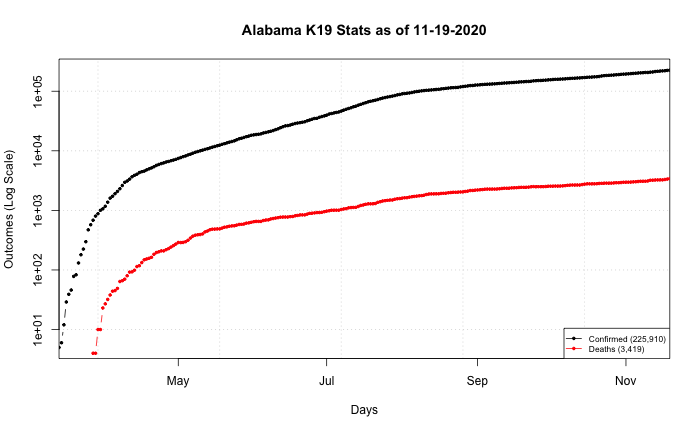 Alabama K19 Stats as of 11-19-2020
Outcomes (Log Scale)
1e+05
1e+04
1e+03
1e+02
1e+01
Confirmed (225,910)
Deaths (3,419)
May
Jul
Sep
Nov
Days